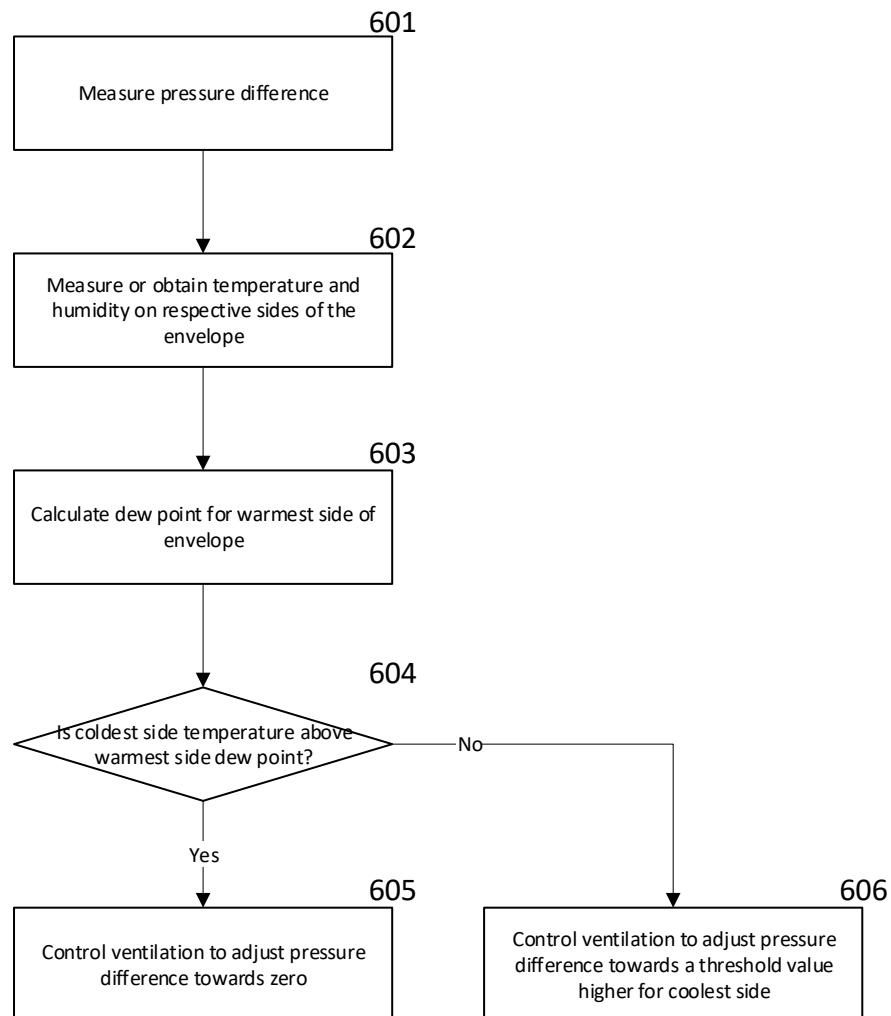 601
Measure pressure difference
602
Measure or obtain temperature and
humidity on respective sides of the
envelope
603
Calculate dew point for warmest side of
envelope
604
Is coldest side temperature above
warmest side dew point?
No
Yes
605
Control ventilation to adjust pressure
difference towards zero
606
Control ventilation to adjust pressure
difference towards a threshold value
higher for coolest side